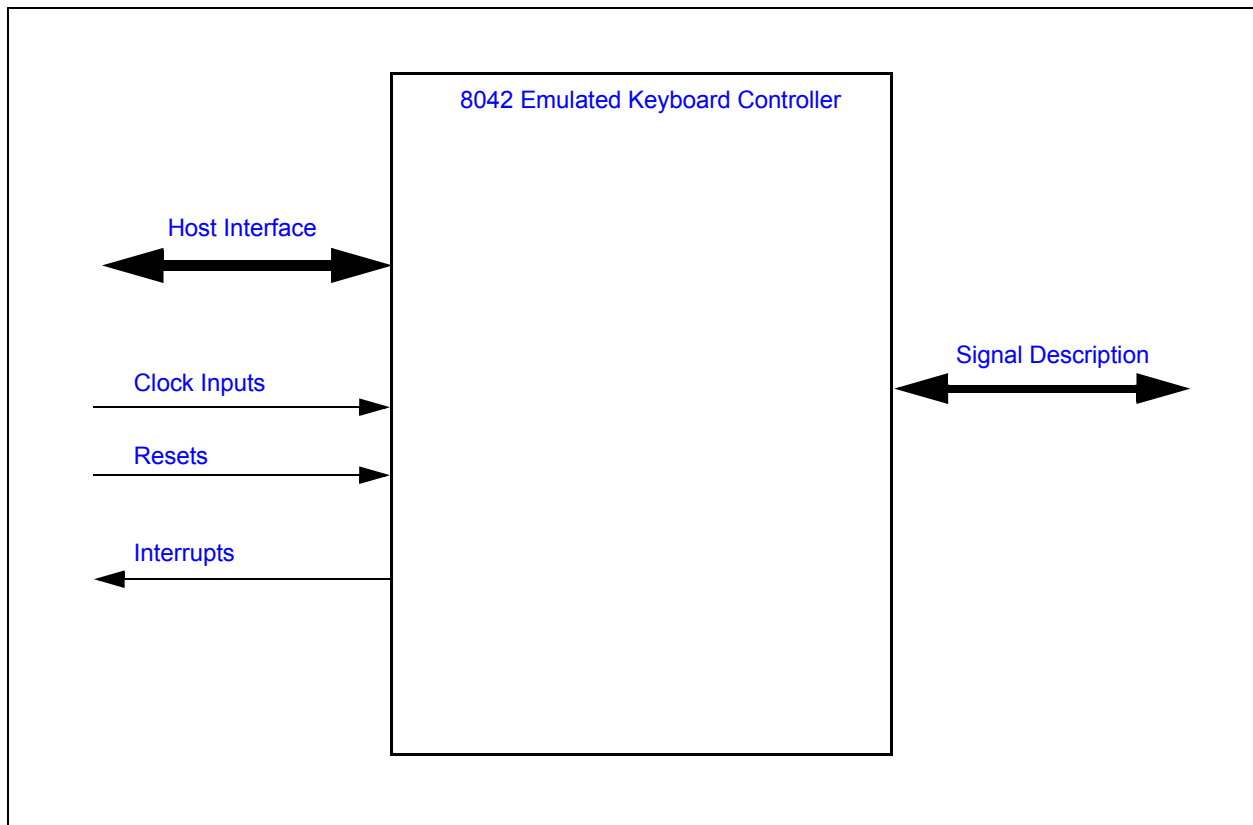 8042 Emulated Keyboard Controller
Host Interface
Signal Description
Clock Inputs
Resets
Interrupts